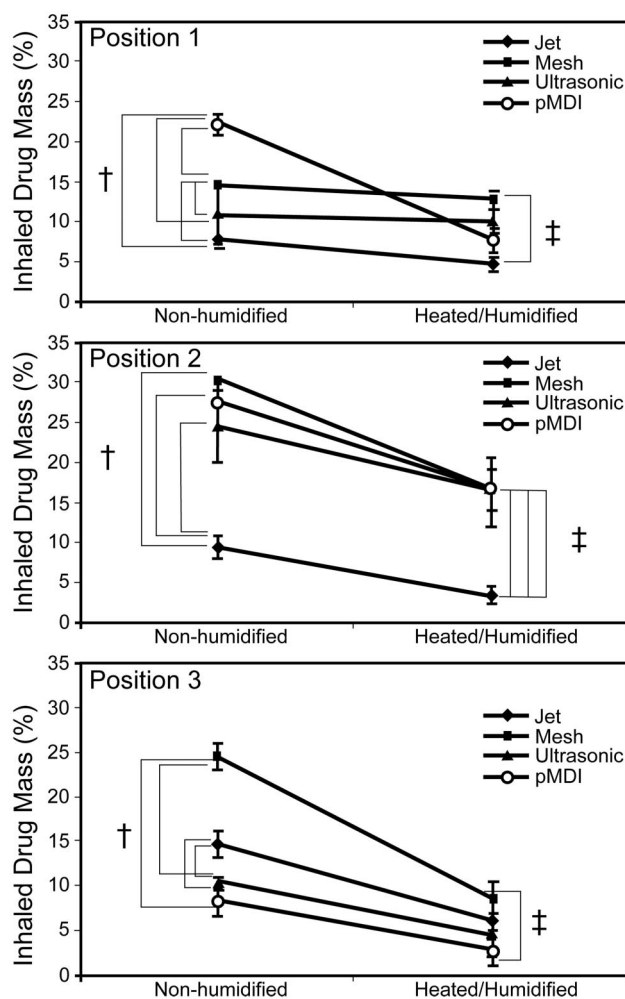 Inhaled Drug Mass (%)
35
30
25
20
15
10
5
0
Position 1
Jet
Mesh
Ultrasonic
pMDI
†
‡
Non-humidified
Heated/Humidified
Inhaled Drug Mass (%)
35
30
25
20
15
10
5
0
Position 2
Jet
Mesh
Ultrasonic
pMDI
†
‡
Non-humidified
Heated/Humidified
Inhaled Drug Mass (%)
35
30
25
20
15
10
5
0
Position 3
Jet
Mesh
Ultrasonic
pMDI
†
‡
Non-humidified
Heated/Humidified